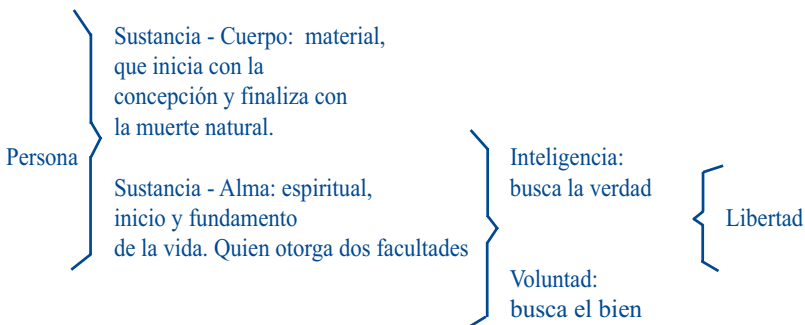 Sustancia - Cuerpo: material,
que inicia con la
concepción y finaliza con
la muerte natural.
Persona
Sustancia - Alma: espiritual,
inicio y fundamento
de la vida. Quien otorga dos facultades
Inteligencia:
busca la verdad
Voluntad:
busca el bien
Libertad